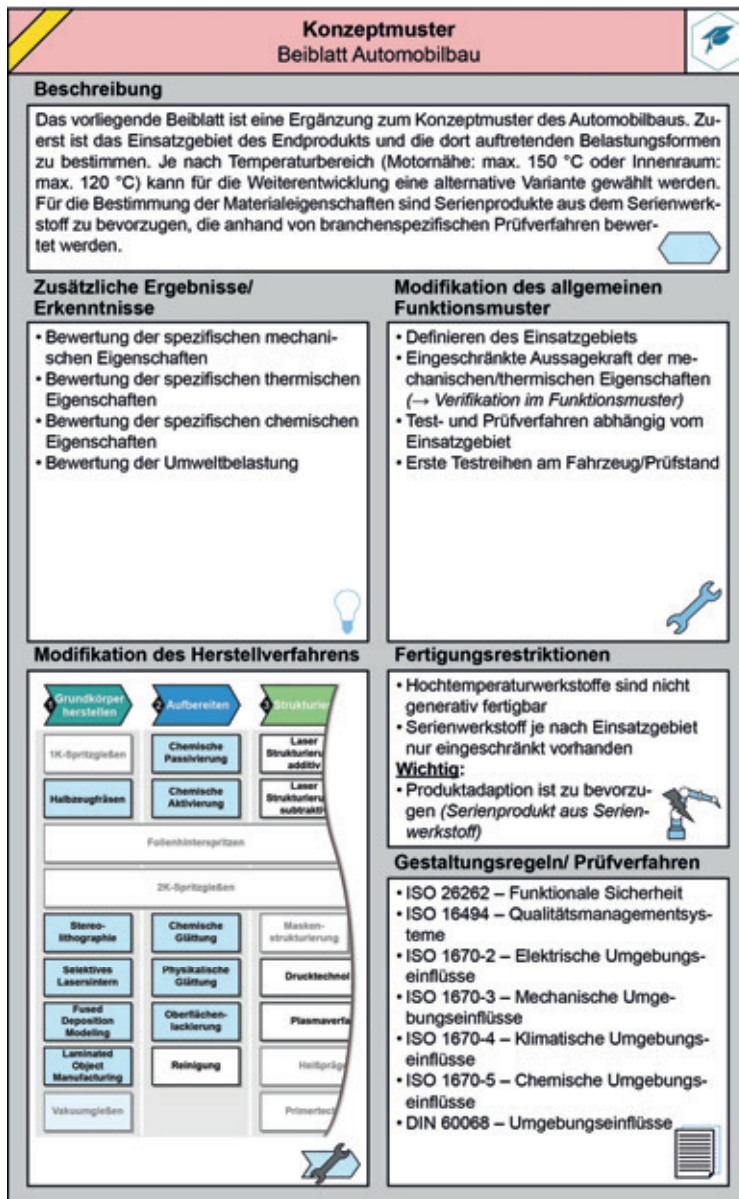 Konzeptmuster
Beiblatt Automobilbau
Beschreibung
Das vorliegende Beiblatt ist eine Ergänzung zum Konzeptmuster des Automobilbaus. Zu-
erst ist das Einsatzgebiet des Endprodukts und die dort auftretenden Belastungsformen
zu bestimmen. Je nach Temperaturbereich (Motornähe: max. 150 °C oder Innenraum:
max. 120 °C) kann für die Weiterentwicklung eine alternative Variante gewählt werden.
Für die Bestimmung der Materialeigenschaften sind Serienprodukte aus dem Serienwerk-
stoff zu bevorzugen, die anhand von branchenspezifischen Prüfverfahren bewer-
tet werden.
Zusätzliche Ergebnisse/
Erkenntnisse
• Bewertung der spezifischen mechani-
schen Eigenschaften
• Bewertung der spezifischen thermischen
Eigenschaften
• Bewertung der spezifischen chemischen
Eigenschaften
• Bewertung der Umweltbelastung
Modifikation des allgemeinen
Funktionsmuster
• Definieren des Einsatzgebiets
• Eingeschränkte Aussagekraft der me-
chanischen/thermischen Eigenschaften
(→ Verifikation im Funktionsmuster)
• Test- und Prüfverfahren abhängig vom
Einsatzgebiet
• Erste Testreihen am Fahrzeug/Prüfstand
Modifikation des Herstellverfahrens
1 Grundkörper
herstellen
2 Aufbereiten
3 Strukturie
1K-Spritzgießen
Chemische
Passivierung
Laser
Strukturieru
additiv
Halbzeugfräsen
Chemische
Aktivierung
Laser
Strukturieru
subtrakti
Folienhinterspritzen
2K-Spritzgießen
Stereo-
lithographie
Chemische
Glättung
Masken-
strukturierung
Selektives
Lasersintern
Physikalische
Glättung
Drucktechnol
Fused
Deposition
Modeling
Oberflächen-
lackierung
Plasmaverfa
Laminated
Object
Manufacturing
Reinigung
Heißpräg
Vakuumgießen
Primertec
Fertigungsrestriktionen
• Hochtemperaturwerkstoffe sind nicht
generativ fertigbar
• Serienwerkstoff je nach Einsatzgebiet
nur eingeschränkt vorhanden
Wichtig:
• Produktadaption ist zu bevorzu-
gen (Serienprodukt aus Serien-
werkstoff)
Gestaltungsregeln/ Prüfverfahren
• ISO 26262 – Funktionale Sicherheit
• ISO 16494 – Qualitätsmanagementsys-
teme
• ISO 1670-2 – Elektrische Umgebungs-
einflüsse
• ISO 1670-3 – Mechanische Umge-
bungseinflüsse
• ISO 1670-4 – Klimatische Umgebungs-
einflüsse
• ISO 1670-5 – Chemische Umgebungs-
einflüsse
• DIN 60068 – Umgebungseinflüsse